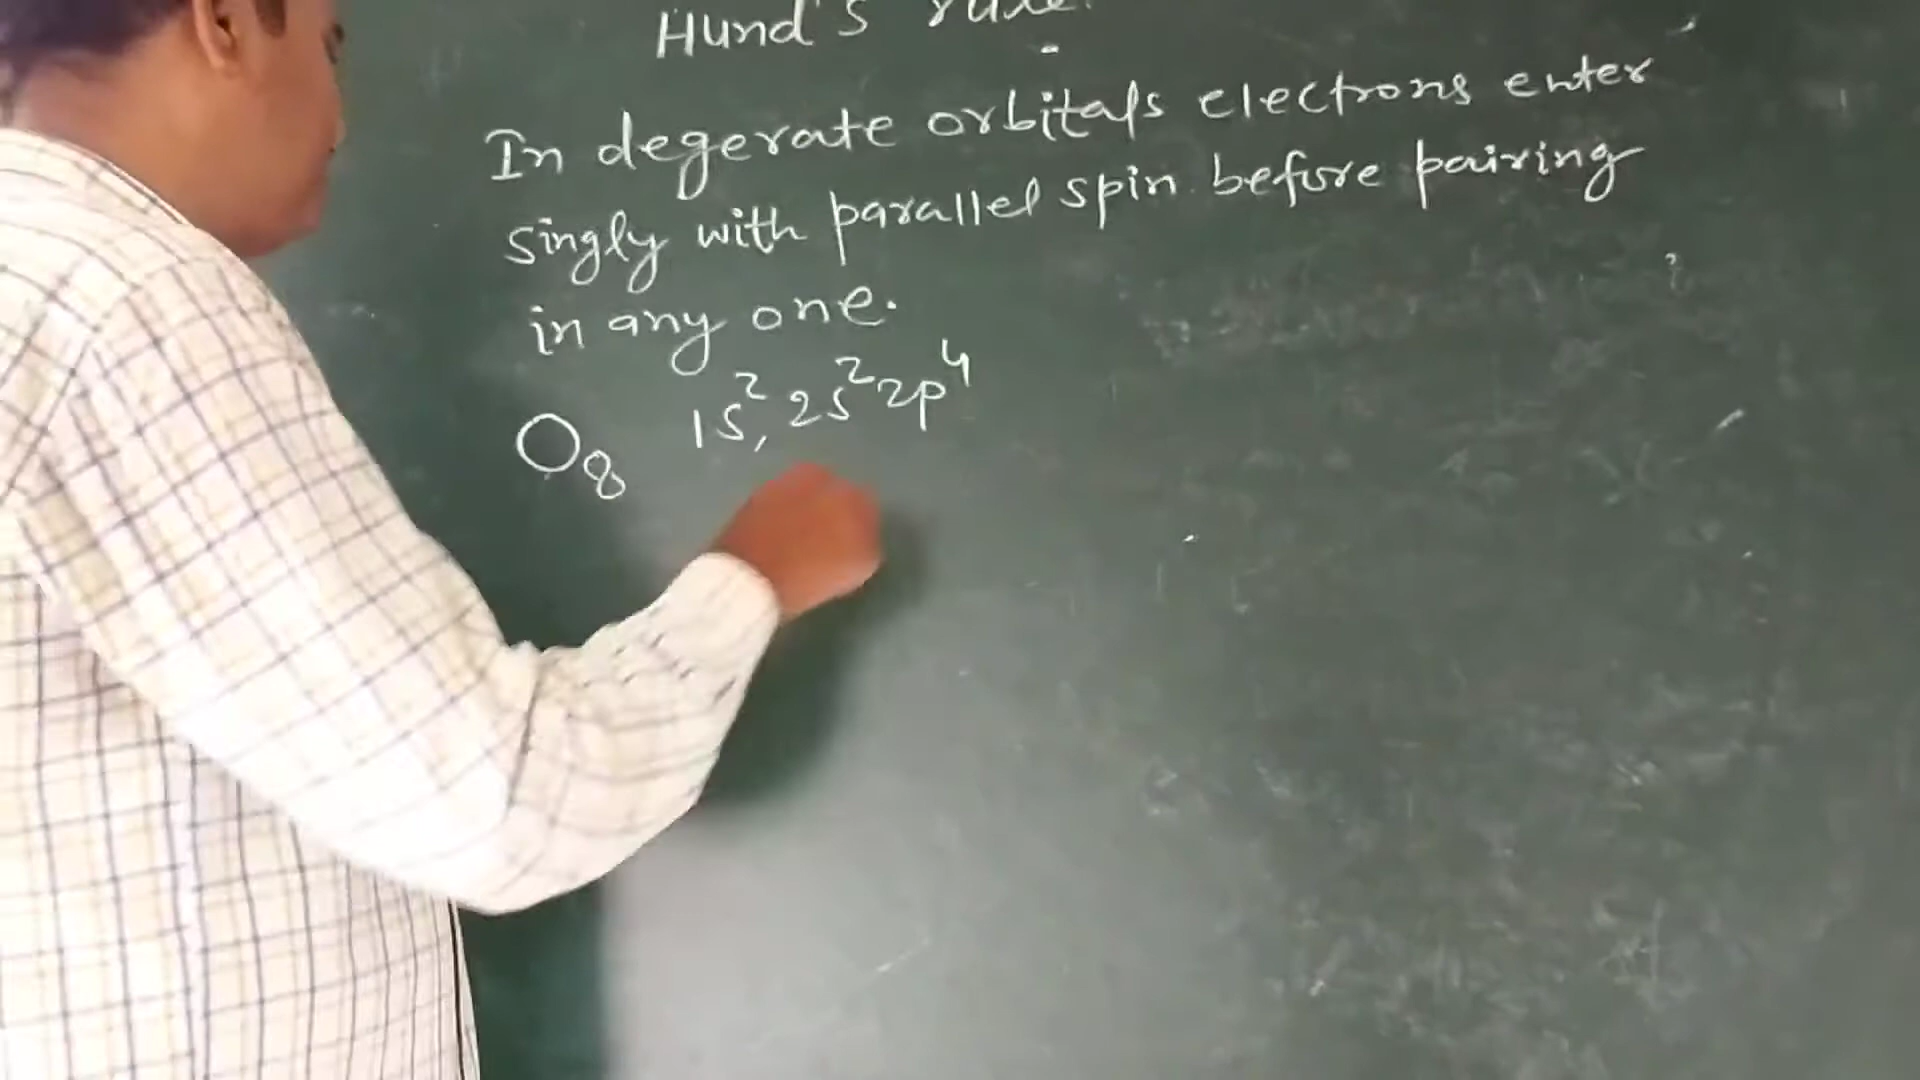 Hund's rule.
In degerate orbitals electrons enter
singly with parallel spin before pairing
in any one.
O₈ 1s², 2s² 2p⁴